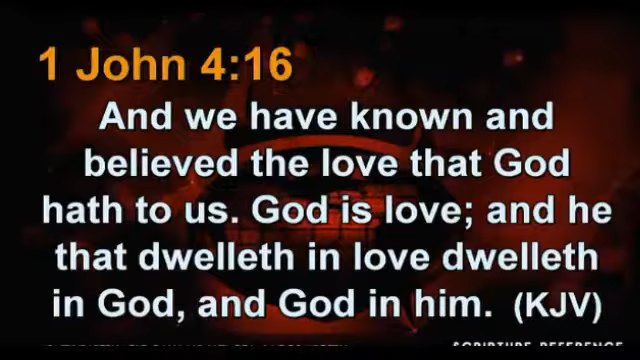 1 John 4:16
And we have known and
believed the love that God
hath to us. God is love; and he
that dwelleth in love dwelleth
in God, and God in him. (KJV)
SCRIPTURE REFERENCE